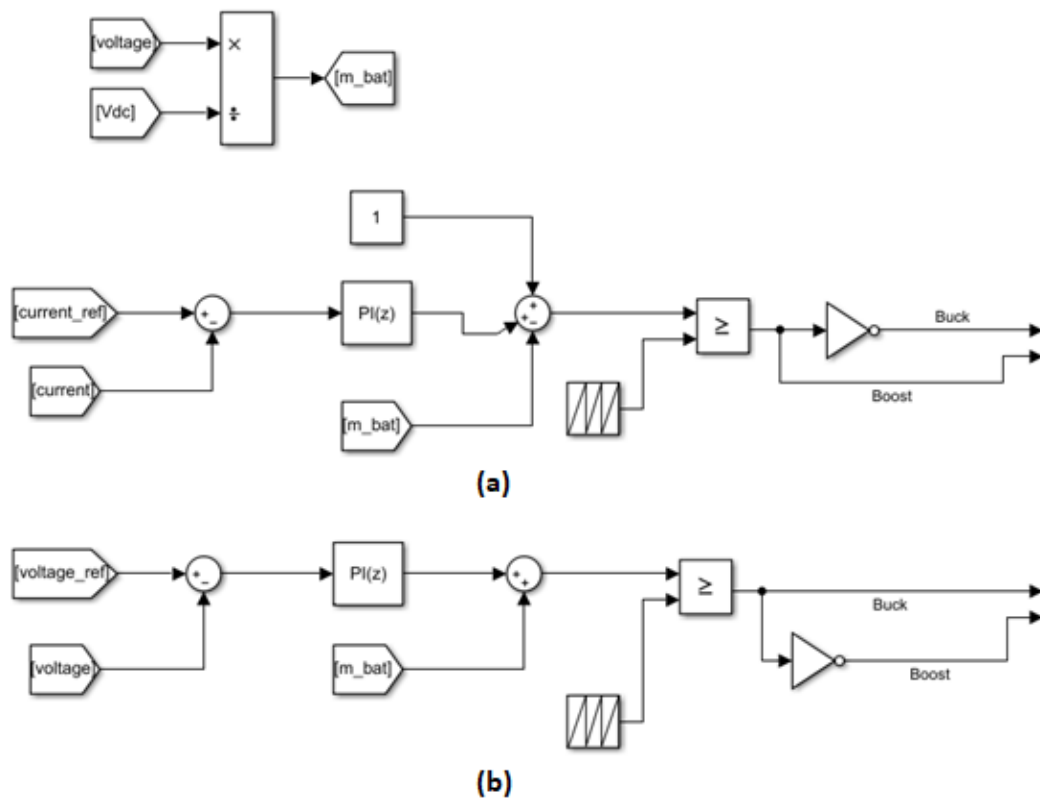 [voltage]
×
[m_bat]
[Vdc]
÷
1
[current_ref]
+
−
PI(z)
+
+
−
≥
Buck
[current]
Boost
[m_bat]
(a)
[voltage_ref]
+
−
PI(z)
+
+
≥
Buck
[voltage]
[m_bat]
Boost
(b)